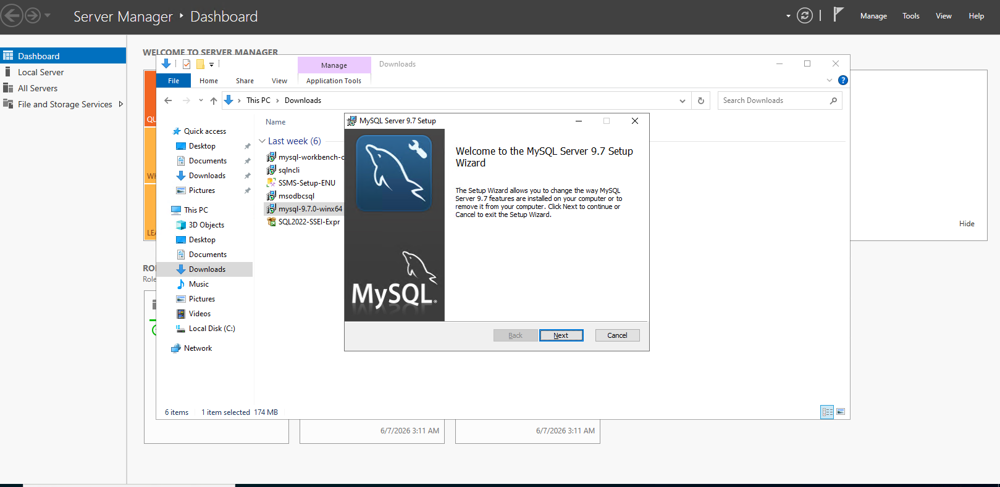 Server Manager ‣ Dashboard
Manage
Tools
View
Help
Dashboard
Local Server
All Servers
File and Storage Services
WELCOME TO SERVER MANAGER
Manage
Downloads
File
Home
Share
View
Application Tools
This PC
Downloads
Search Downloads
Quick access
Desktop
Documents
Downloads
Pictures
This PC
3D Objects
Desktop
Documents
Downloads
Music
Pictures
Videos
Local Disk (C:)
Network
Name
Last week (6)
mysql-workbench-c
sqlncli
SSMS-Setup-ENU
msodbcsql
mysql-9.7.0-winx64
SQL2022-SSEI-Expr
MySQL Server 9.7 Setup
Welcome to the MySQL Server 9.7 Setup
Wizard
The Setup Wizard allows you to change the way MySQL
Server 9.7 features are installed on your computer or to
remove it from your computer. Click Next to continue or
Cancel to exit the Setup Wizard.
MySQL®
Back
Next
Cancel
6 items
1 item selected
174 MB
QU
WH
LEA
Hide
ROL
Role
6/7/2026 3:11 AM
6/7/2026 3:11 AM